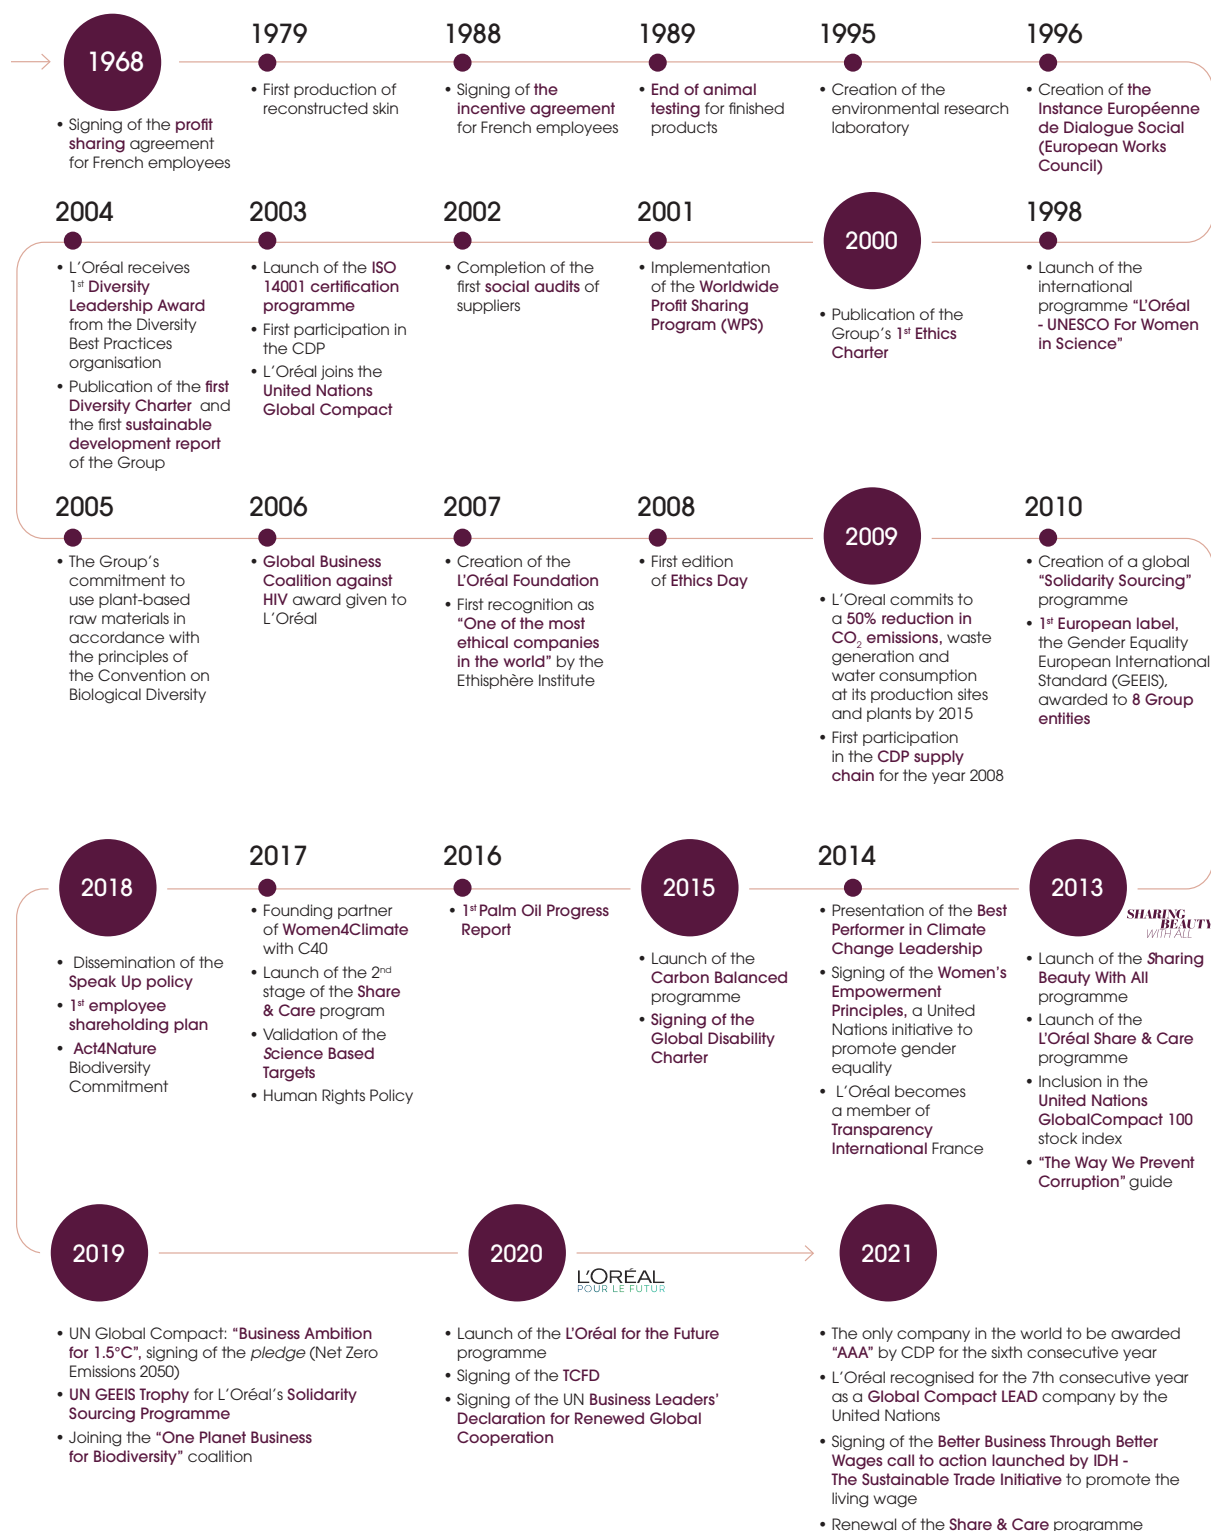 1968
• Signing of the profit
sharing agreement
for French employees
1979
• First production of
reconstructed skin
1988
• Signing of the
incentive agreement
for French employees
1989
• End of animal
testing for finished
products
1995
• Creation of the
environmental research
laboratory
1996
• Creation of the
Instance Européenne
de Dialogue Social
(European Works
Council)
1998
• Launch of the
international
programme “L’Oréal
- UNESCO For Women
in Science”
2000
• Publication of the
Group’s 1st Ethics
Charter
2001
• Implementation
of the Worldwide
Profit Sharing
Program (WPS)
2002
• Completion of the
first social audits of
suppliers
2003
• Launch of the ISO
14001 certification
programme
• First participation in
the CDP
• L’Oréal joins the
United Nations
Global Compact
2004
• L’Oréal receives
1st Diversity
Leadership Award
from the Diversity
Best Practices
organisation
• Publication of the first
Diversity Charter and
the first sustainable
development report
of the Group
2005
• The Group’s
commitment to
use plant-based
raw materials in
accordance with
the principles of
the Convention on
Biological Diversity
2006
• Global Business
Coalition against
HIV award given to
L’Oréal
2007
• Creation of the
L’Oréal Foundation
• First recognition as
“One of the most
ethical companies
in the world” by the
Ethisphère Institute
2008
• First edition
of Ethics Day
2009
• L’Oreal commits to
a 50% reduction in
CO2 emissions, waste
generation and
water consumption
at its production sites
and plants by 2015
• First participation
in the CDP supply
chain for the year 2008
2010
• Creation of a global
“Solidarity Sourcing”
programme
• 1st European label,
the Gender Equality
European International
Standard (GEEIS),
awarded to 8 Group
entities
2013
SHARING
BEAUTY
WITH ALL
• Launch of the Sharing
Beauty With All
programme
• Launch of the
L’Oréal Share & Care
programme
• Inclusion in the
United Nations
GlobalCompact 100
stock index
• “The Way We Prevent
Corruption” guide
2014
• Presentation of the Best
Performer in Climate
Change Leadership
• Signing of the Women’s
Empowerment
Principles, a United
Nations initiative to
promote gender
equality
• L’Oréal becomes
a member of
Transparency
International France
2015
• Launch of the
Carbon Balanced
programme
• Signing of the
Global Disability
Charter
2016
• 1st Palm Oil Progress
Report
2017
• Founding partner
of Women4Climate
with C40
• Launch of the 2nd
stage of the Share
& Care program
• Validation of the
Science Based
Targets
• Human Rights Policy
2018
• Dissemination of the
Speak Up policy
• 1st employee
shareholding plan
• Act4Nature
Biodiversity
Commitment
2019
• UN Global Compact: “Business Ambition
for 1.5°C”, signing of the pledge (Net Zero
Emissions 2050)
• UN GEEIS Trophy for L’Oréal’s Solidarity
Sourcing Programme
• Joining the “One Planet Business
for Biodiversity” coalition
2020
L’ORÉAL
POUR LE FUTUR
• Launch of the L’Oréal for the Future
programme
• Signing of the TCFD
• Signing of the UN Business Leaders’
Declaration for Renewed Global
Cooperation
2021
• The only company in the world to be awarded
“AAA” by CDP for the sixth consecutive year
• L’Oréal recognised for the 7th consecutive year
as a Global Compact LEAD company by the
United Nations
• Signing of the Better Business Through Better
Wages call to action launched by IDH -
The Sustainable Trade Initiative to promote the
living wage
• Renewal of the Share & Care programme